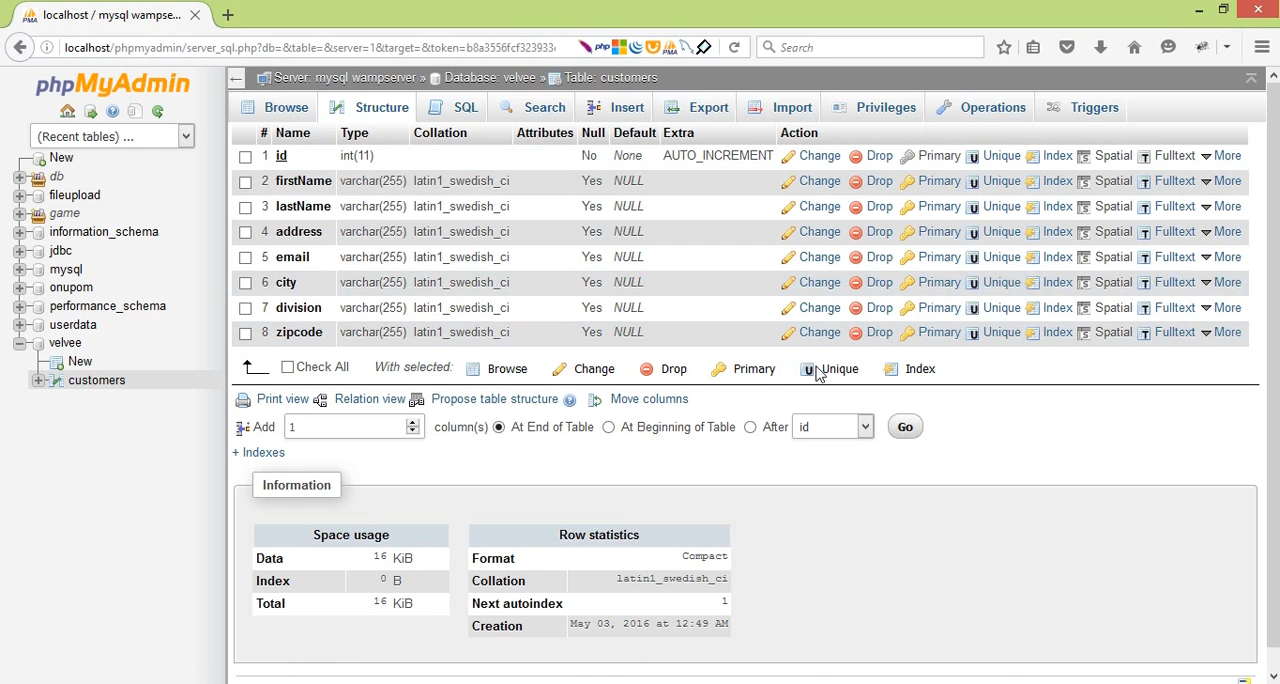 localhost / mysql wampse...
localhost/phpmyadmin/server_sql.php?db=&table=&server=1&target=&token=b8a3556fcf323933
php
Search
phpMyAdmin
(Recent tables) ...
New
db
fileupload
game
information_schema
jdbc
mysql
onupom
performance_schema
userdata
velvee
New
customers
Server: mysql wampserver » Database: velvee » Table: customers
Browse Structure SQL Search Insert Export Import Privileges Operations Triggers
# Name Type Collation Attributes Null Default Extra Action
1 id int(11) No None AUTO_INCREMENT Change Drop Primary Unique Index Spatial Fulltext More
2 firstName varchar(255) latin1_swedish_ci Yes NULL Change Drop Primary Unique Index Spatial Fulltext More
3 lastName varchar(255) latin1_swedish_ci Yes NULL Change Drop Primary Unique Index Spatial Fulltext More
4 address varchar(255) latin1_swedish_ci Yes NULL Change Drop Primary Unique Index Spatial Fulltext More
5 email varchar(255) latin1_swedish_ci Yes NULL Change Drop Primary Unique Index Spatial Fulltext More
6 city varchar(255) latin1_swedish_ci Yes NULL Change Drop Primary Unique Index Spatial Fulltext More
7 division varchar(255) latin1_swedish_ci Yes NULL Change Drop Primary Unique Index Spatial Fulltext More
8 zipcode varchar(255) latin1_swedish_ci Yes NULL Change Drop Primary Unique Index Spatial Fulltext More
Check All With selected: Browse Change Drop Primary Unique Index
Print view Relation view Propose table structure Move columns
Add 1 column(s) At End of Table At Beginning of Table After id Go
+ Indexes
Information
Space usage
Data 16 KiB
Index 0 B
Total 16 KiB
Row statistics
Format Compact
Collation latin1_swedish_ci
Next autoindex 1
Creation May 03, 2016 at 12:49 AM